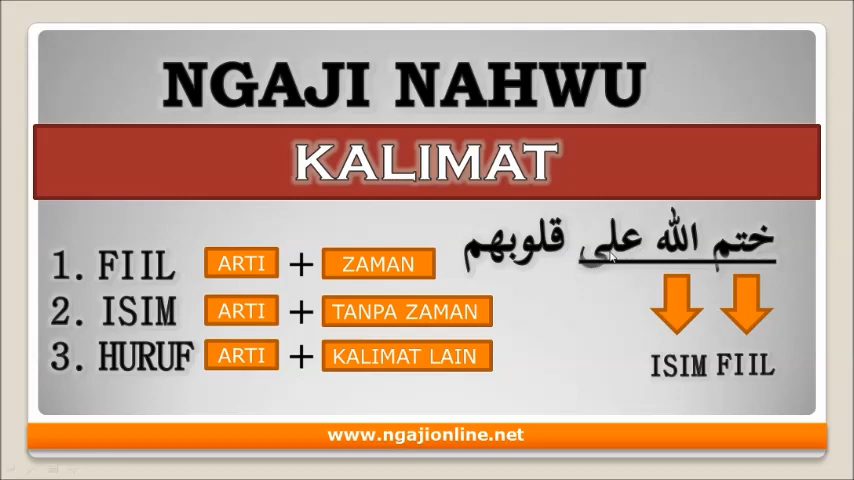 NGAJI NAHWU
KALIMAT
ختم الله على قلوبهم
1. FIIL ARTI + ZAMAN
2. ISIM ARTI + TANPA ZAMAN
3. HURUF ARTI + KALIMAT LAIN
ISIM FIIL
www.ngajionline.net